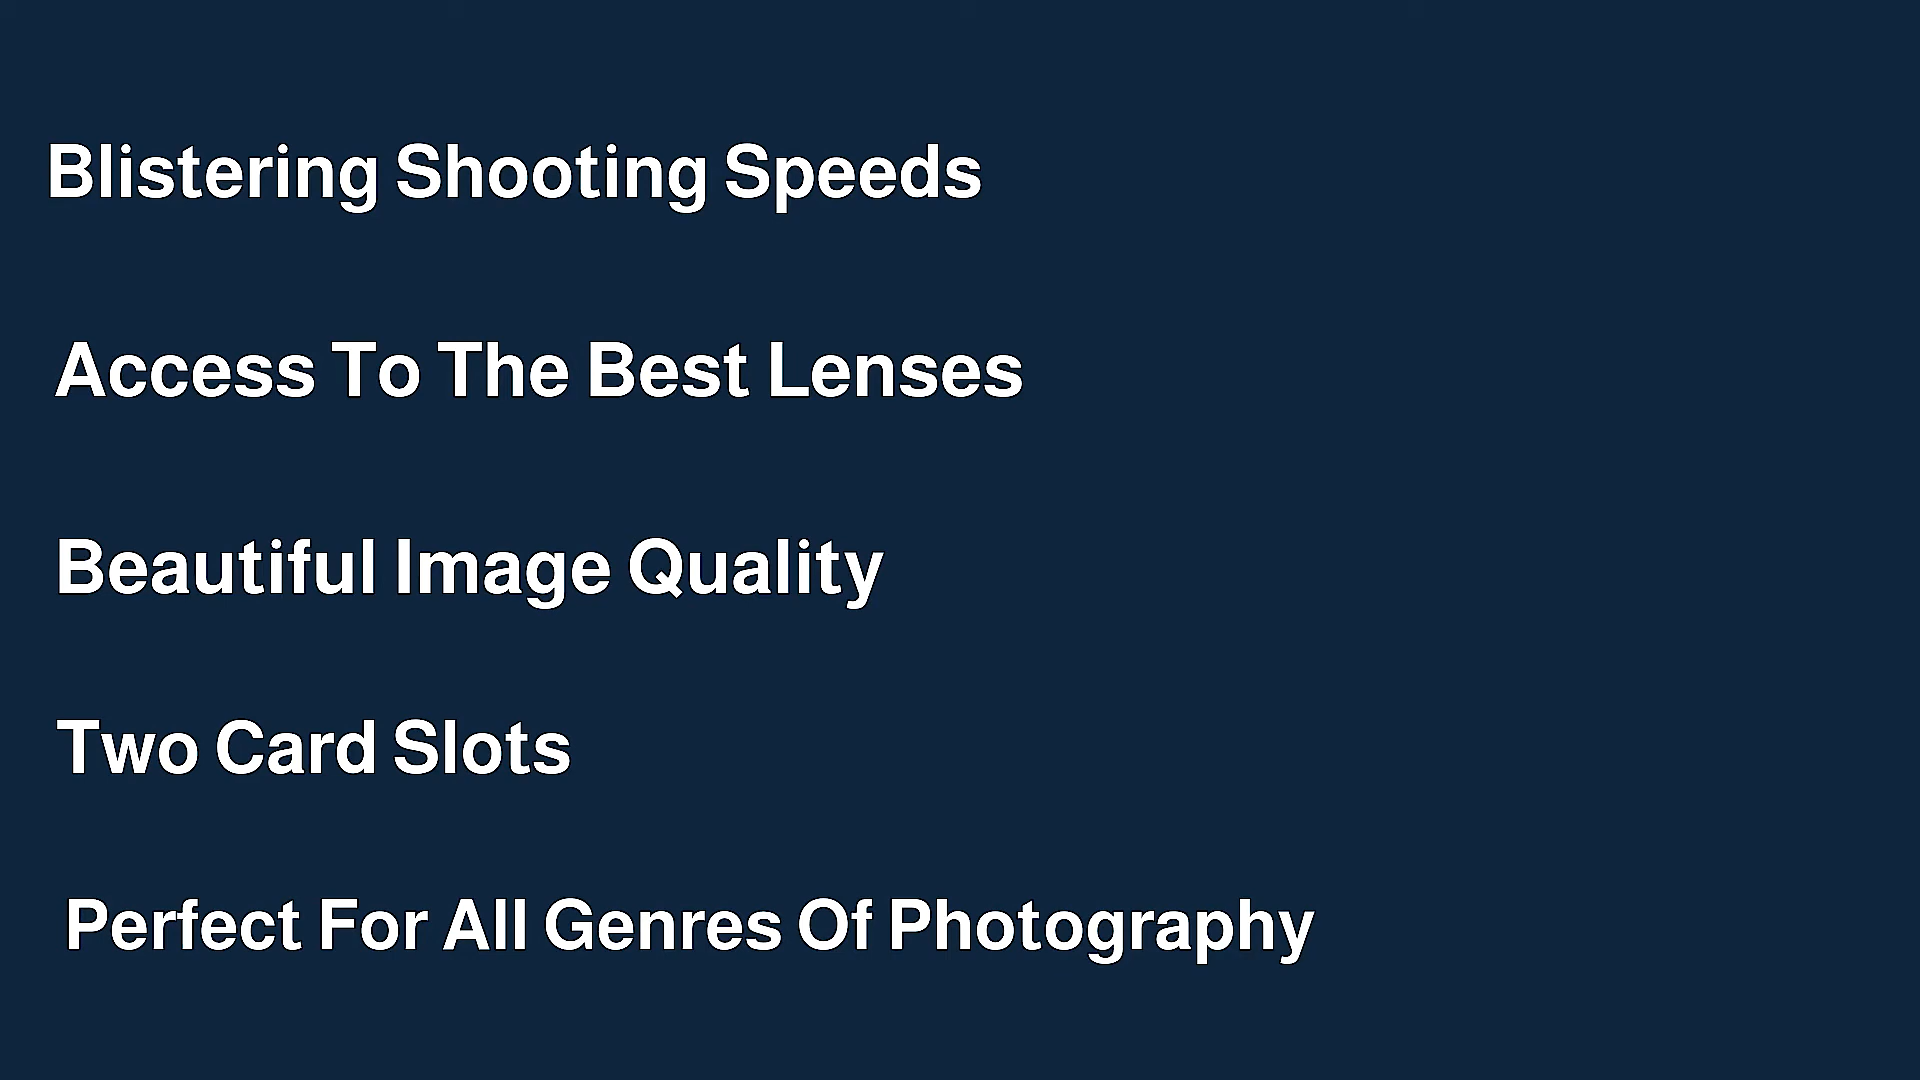 Blistering Shooting Speeds
Access To The Best Lenses
Beautiful Image Quality
Two Card Slots
Perfect For All Genres Of Photography